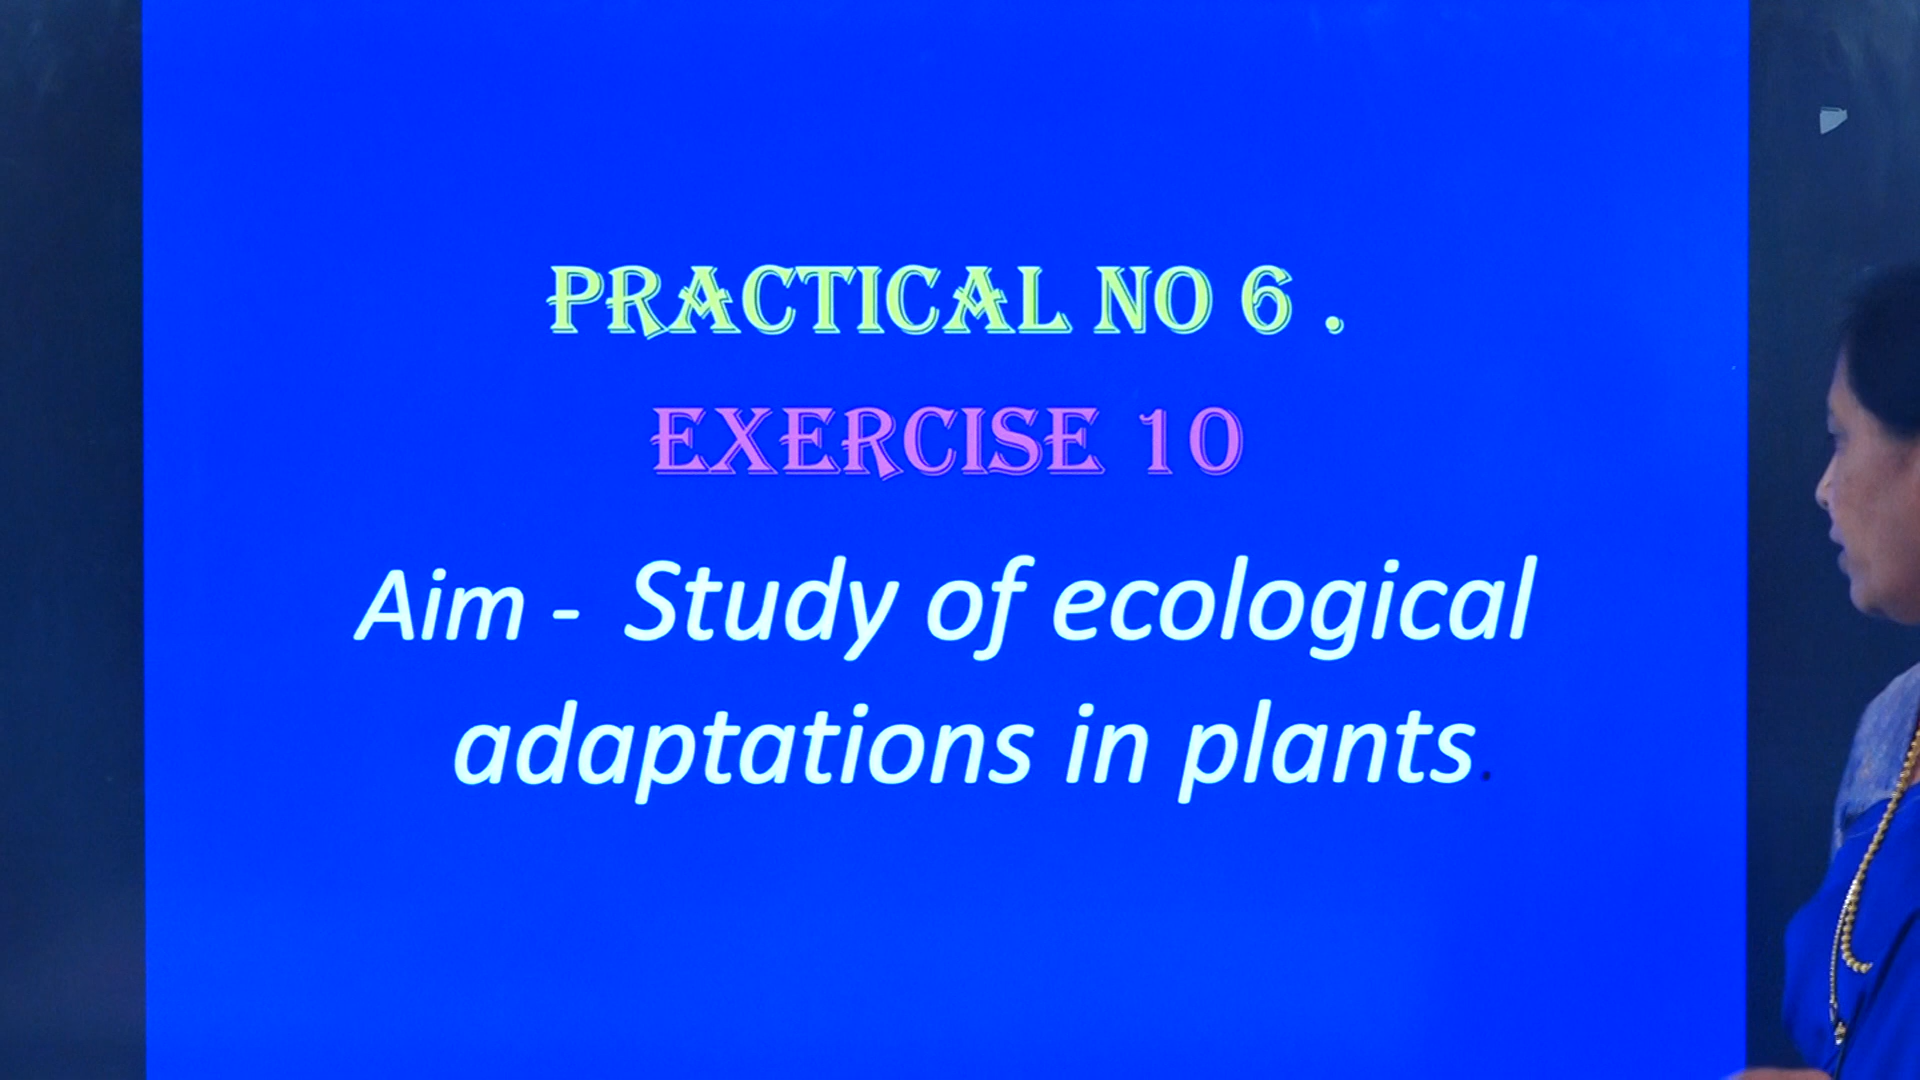 PRACTICAL NO 6 .
EXERCISE 10
Aim - Study of ecological
adaptations in plants.